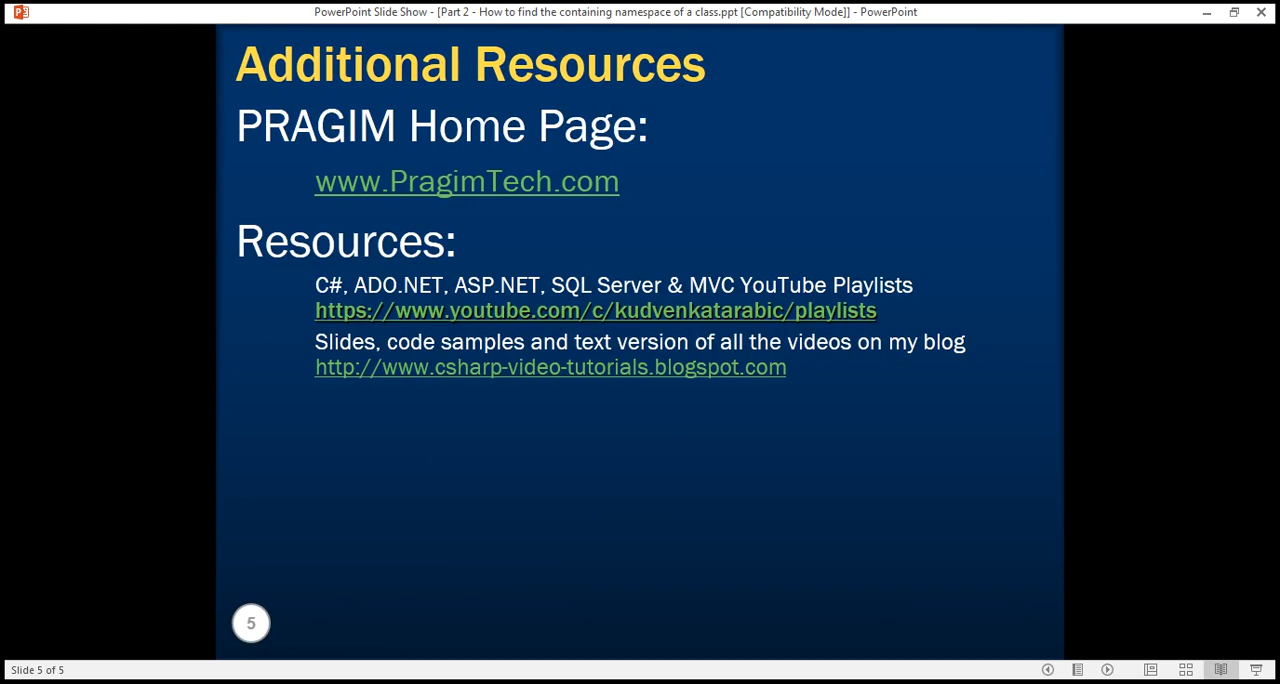 PowerPoint Slide Show - [Part 2 - How to find the containing namespace of a class.ppt [Compatibility Mode]] - PowerPoint
Additional Resources
PRAGIM Home Page:
www.PragimTech.com
Resources:
C#, ADO.NET, ASP.NET, SQL Server & MVC YouTube Playlists
https://www.youtube.com/c/kudvenkatarabic/playlists
Slides, code samples and text version of all the videos on my blog
http://www.csharp-video-tutorials.blogspot.com
5
Slide 5 of 5